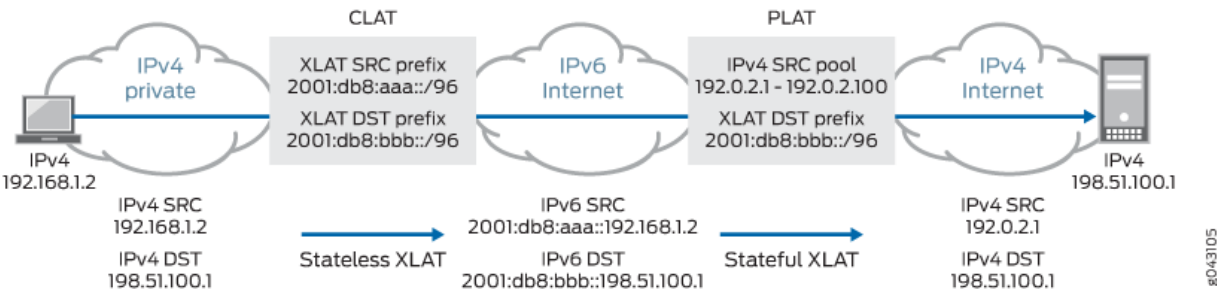 CLAT
PLAT
IPv4
private
XLAT SRC prefix
2001:db8:aaa::/96
XLAT DST prefix
2001:db8:bbb::/96
IPv6
Internet
IPv4 SRC pool
192.0.2.1 - 192.0.2.100
XLAT DST prefix
2001:db8:bbb::/96
IPv4
Internet
IPv4
192.168.1.2
IPv4
198.51.100.1
IPv4 SRC
192.168.1.2
IPv4 DST
198.51.100.1
Stateless XLAT
IPv6 SRC
2001:db8:aaa::192.168.1.2
IPv6 DST
2001:db8:bbb::198.51.100.1
Stateful XLAT
IPv4 SRC
192.0.2.1
IPv4 DST
198.51.100.1
g043105